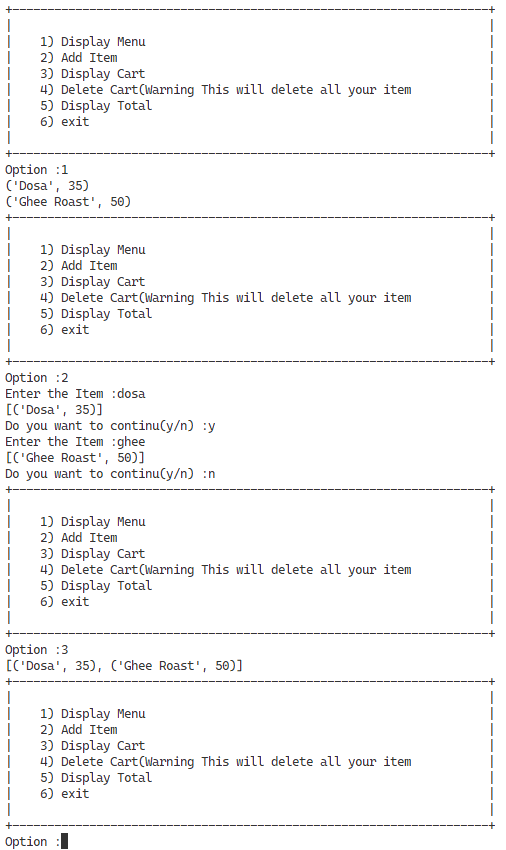 1) Display Menu
2) Add Item
3) Display Cart
4) Delete Cart(Warning This will delete all your item
5) Display Total
6) exit
Option :1
('Dosa', 35)
('Ghee Roast', 50)
1) Display Menu
2) Add Item
3) Display Cart
4) Delete Cart(Warning This will delete all your item
5) Display Total
6) exit
Option :2
Enter the Item :dosa
[('Dosa', 35)]
Do you want to continu(y/n) :y
Enter the Item :ghee
[('Ghee Roast', 50)]
Do you want to continu(y/n) :n
1) Display Menu
2) Add Item
3) Display Cart
4) Delete Cart(Warning This will delete all your item
5) Display Total
6) exit
Option :3
[('Dosa', 35), ('Ghee Roast', 50)]
1) Display Menu
2) Add Item
3) Display Cart
4) Delete Cart(Warning This will delete all your item
5) Display Total
6) exit
Option :